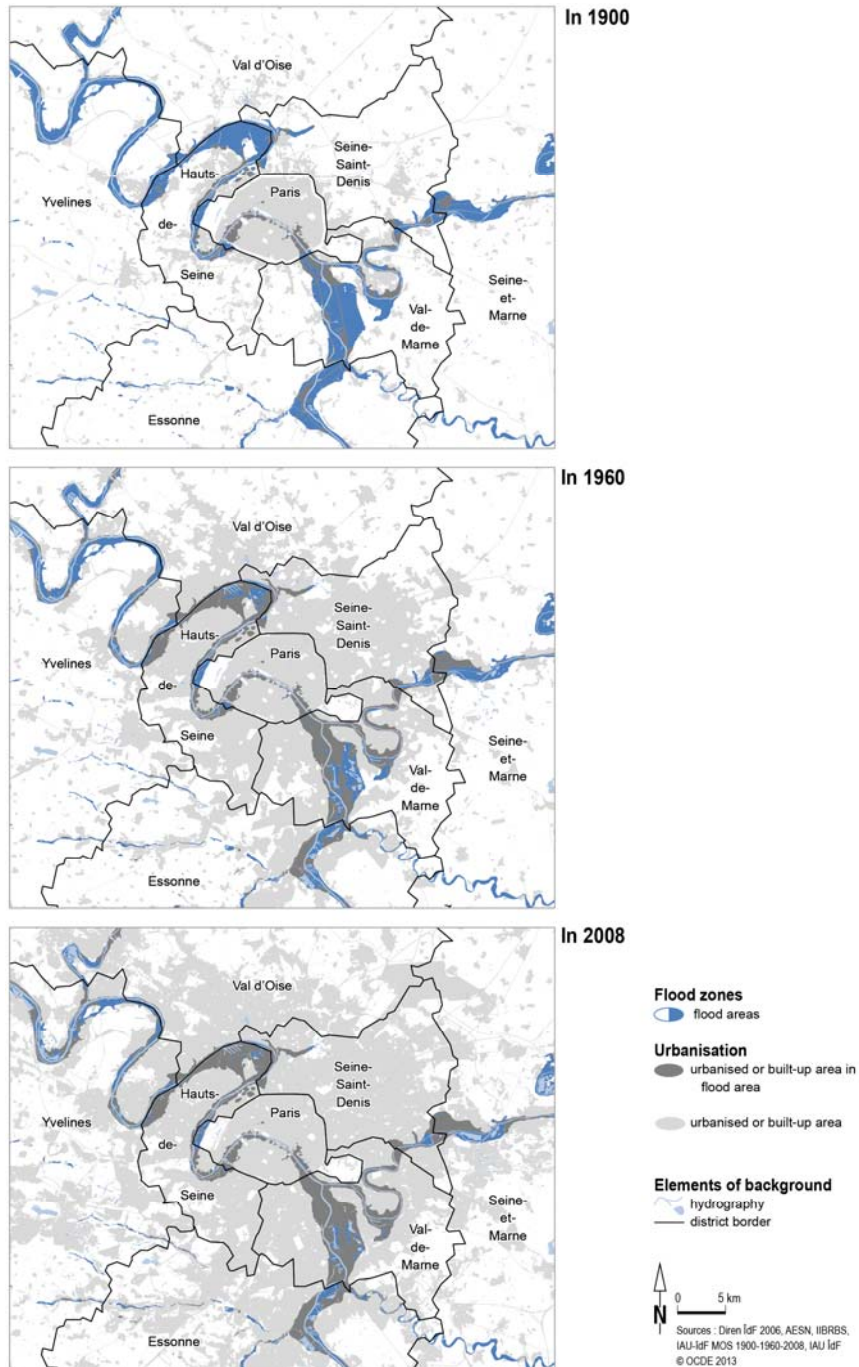 In 1900
Val d'Oise
Seine-
Saint-
Denis
Hauts-
Paris
Yvelines
de-
Seine
Seine-
et-
Marne
Val-
de-
Marne
Essonne
In 1960
Val d'Oise
Seine-
Saint-
Denis
Hauts-
Paris
Yvelines
de-
Seine
Seine-
et-
Marne
Val-
de-
Marne
Essonne
In 2008
Val d'Oise
Seine-
Saint-
Denis
Hauts-
Paris
Yvelines
de-
Seine
Seine-
et-
Marne
Val-
de-
Marne
Essonne
Flood zones
flood areas
Urbanisation
urbanised or built-up area in
flood area
urbanised or built-up area
Elements of background
hydrography
district border
N
0 5 km
Sources : Diren îdF 2006, AESN, IIBRBS,
IAU-îdF MOS 1900-1960-2008, IAU îdF
© OCDE 2013